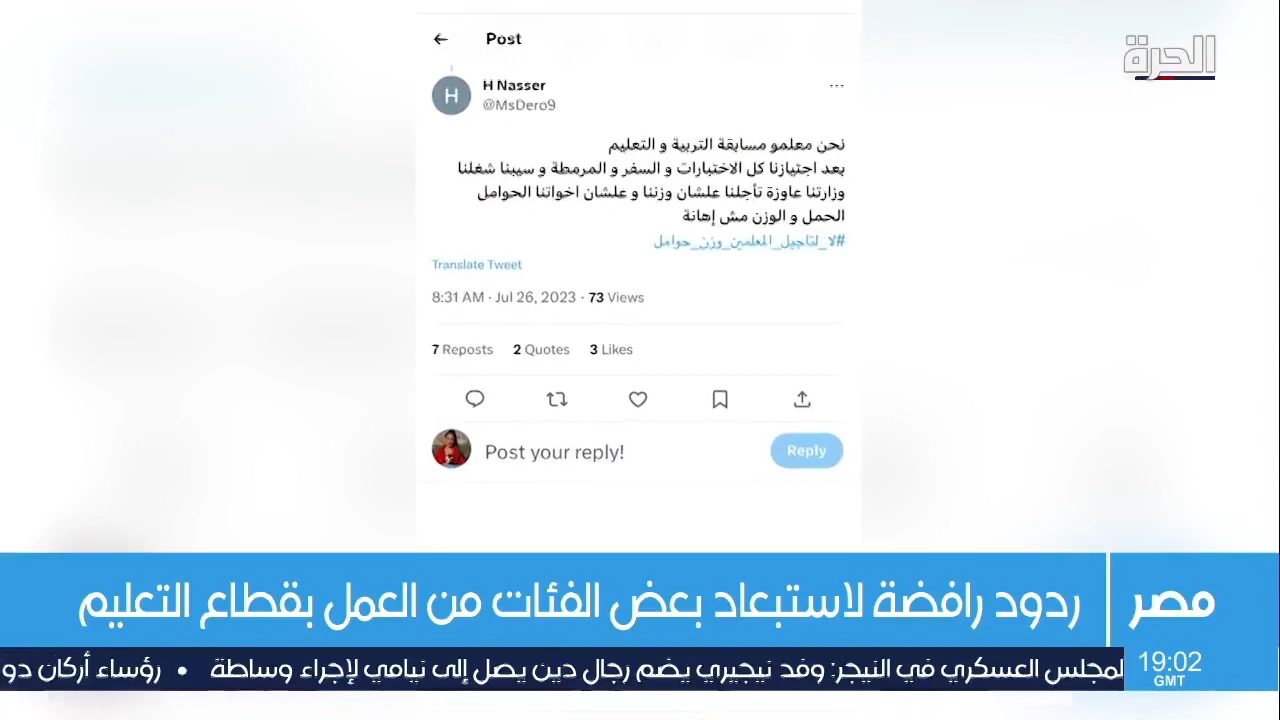 Post
الحرة
H Nasser
@MsDero9
نحن معلمو مسابقة التربية و التعليم
بعد اجتيازنا كل الاختبارات و السفر و المرمطة و سيبنا شغلنا
وزارتنا عاوزة تأجلنا علشان وزننا و علشان اخواتنا الحوامل
الحمل و الوزن مش إهانة
#لا_لتاجيل_المعلمين_وزن_حوامل
Translate Tweet
8:31 AM · Jul 26, 2023 · 73 Views
7 Reposts 2 Quotes 3 Likes
Post your reply!
Reply
مصر
ردود رافضة لاستبعاد بعض الفئات من العمل بقطاع التعليم
19:02
GMT
لمجلس العسكري في النيجر: وفد نيجيري يضم رجال دين يصل إلى نيامي لإجراء وساطة • رؤساء أركان دو